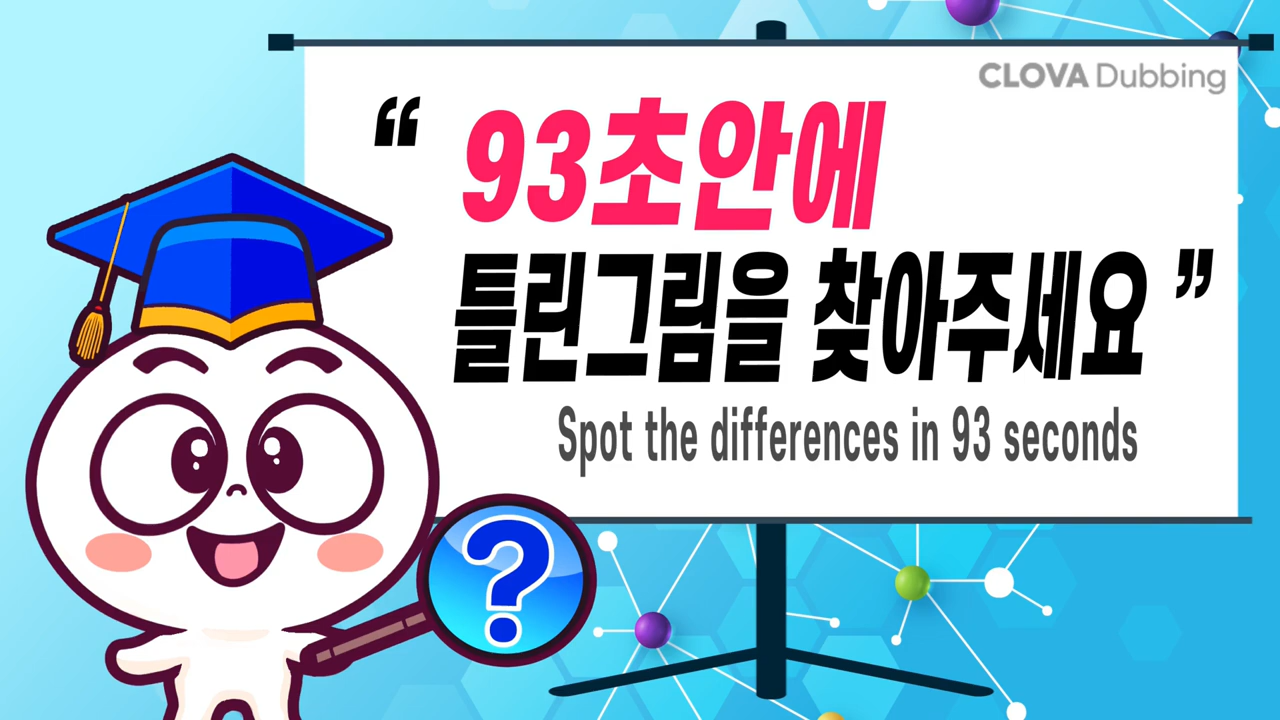 CLOVA Dubbing
“ 93초안에
틀린그림을 찾아주세요 ”
Spot the differences in 93 seconds
?